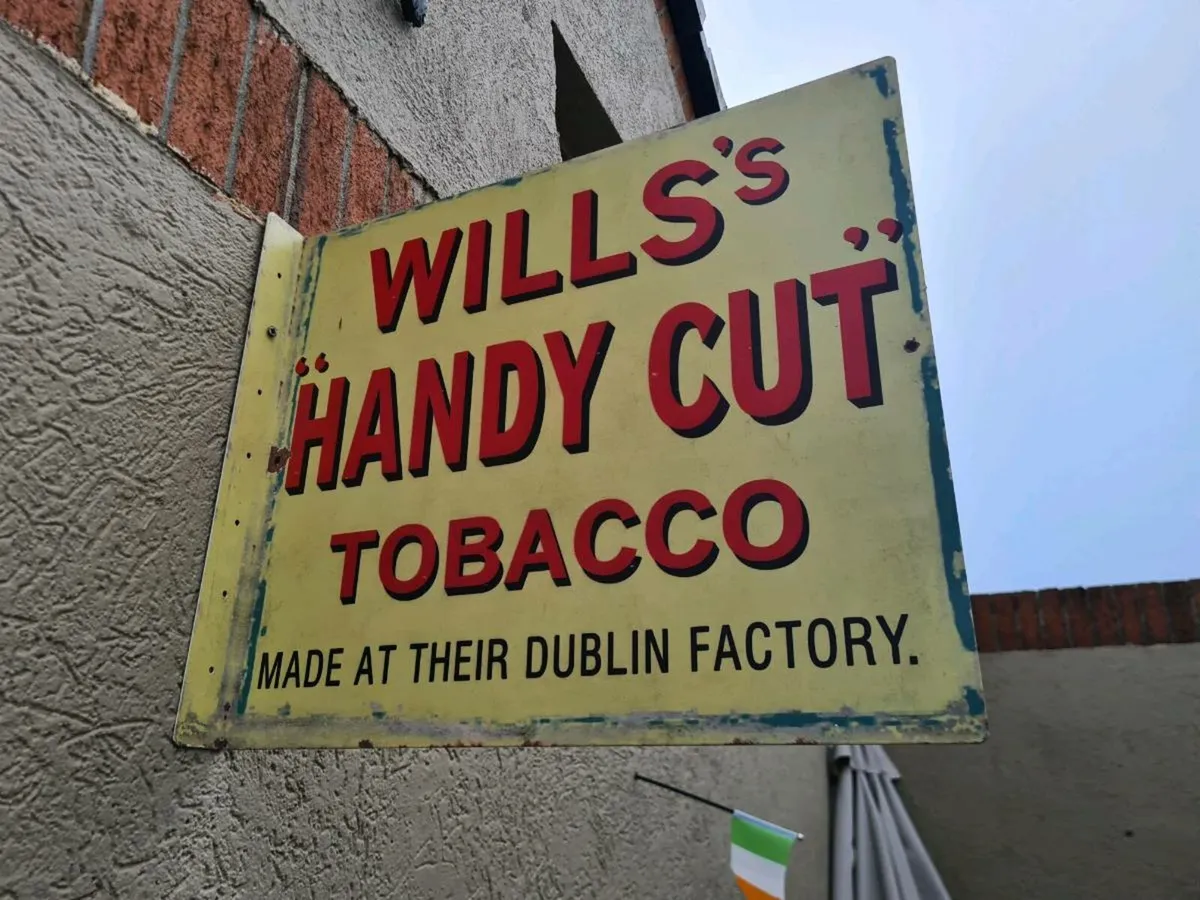 WILLS's
"HANDY CUT"
TOBACCO
MADE AT THEIR DUBLIN FACTORY.